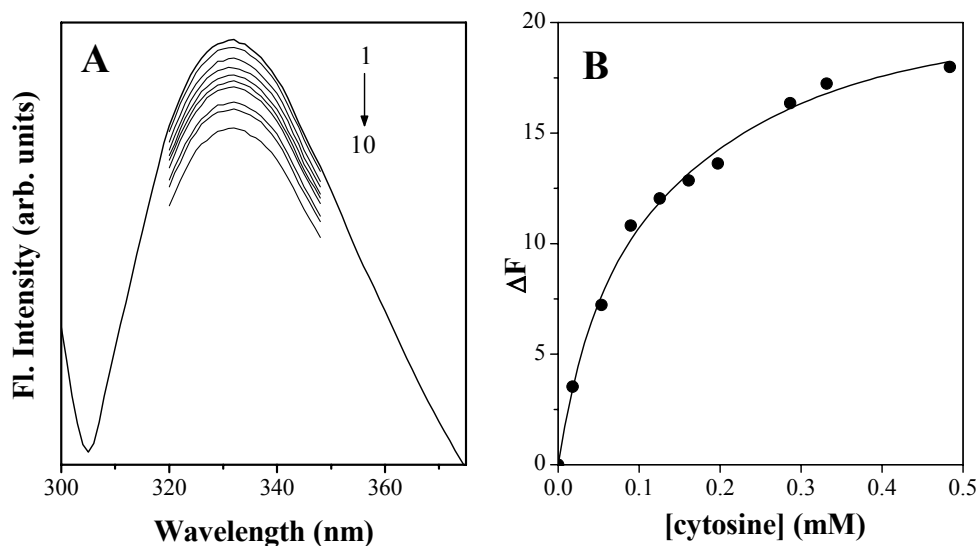 A
1
10
Fl. Intensity (arb. units)
300
320
340
360
Wavelength (nm)
B
20
15
10
5
0
ΔF
0.0
0.1
0.2
0.3
0.4
0.5
[cytosine] (mM)